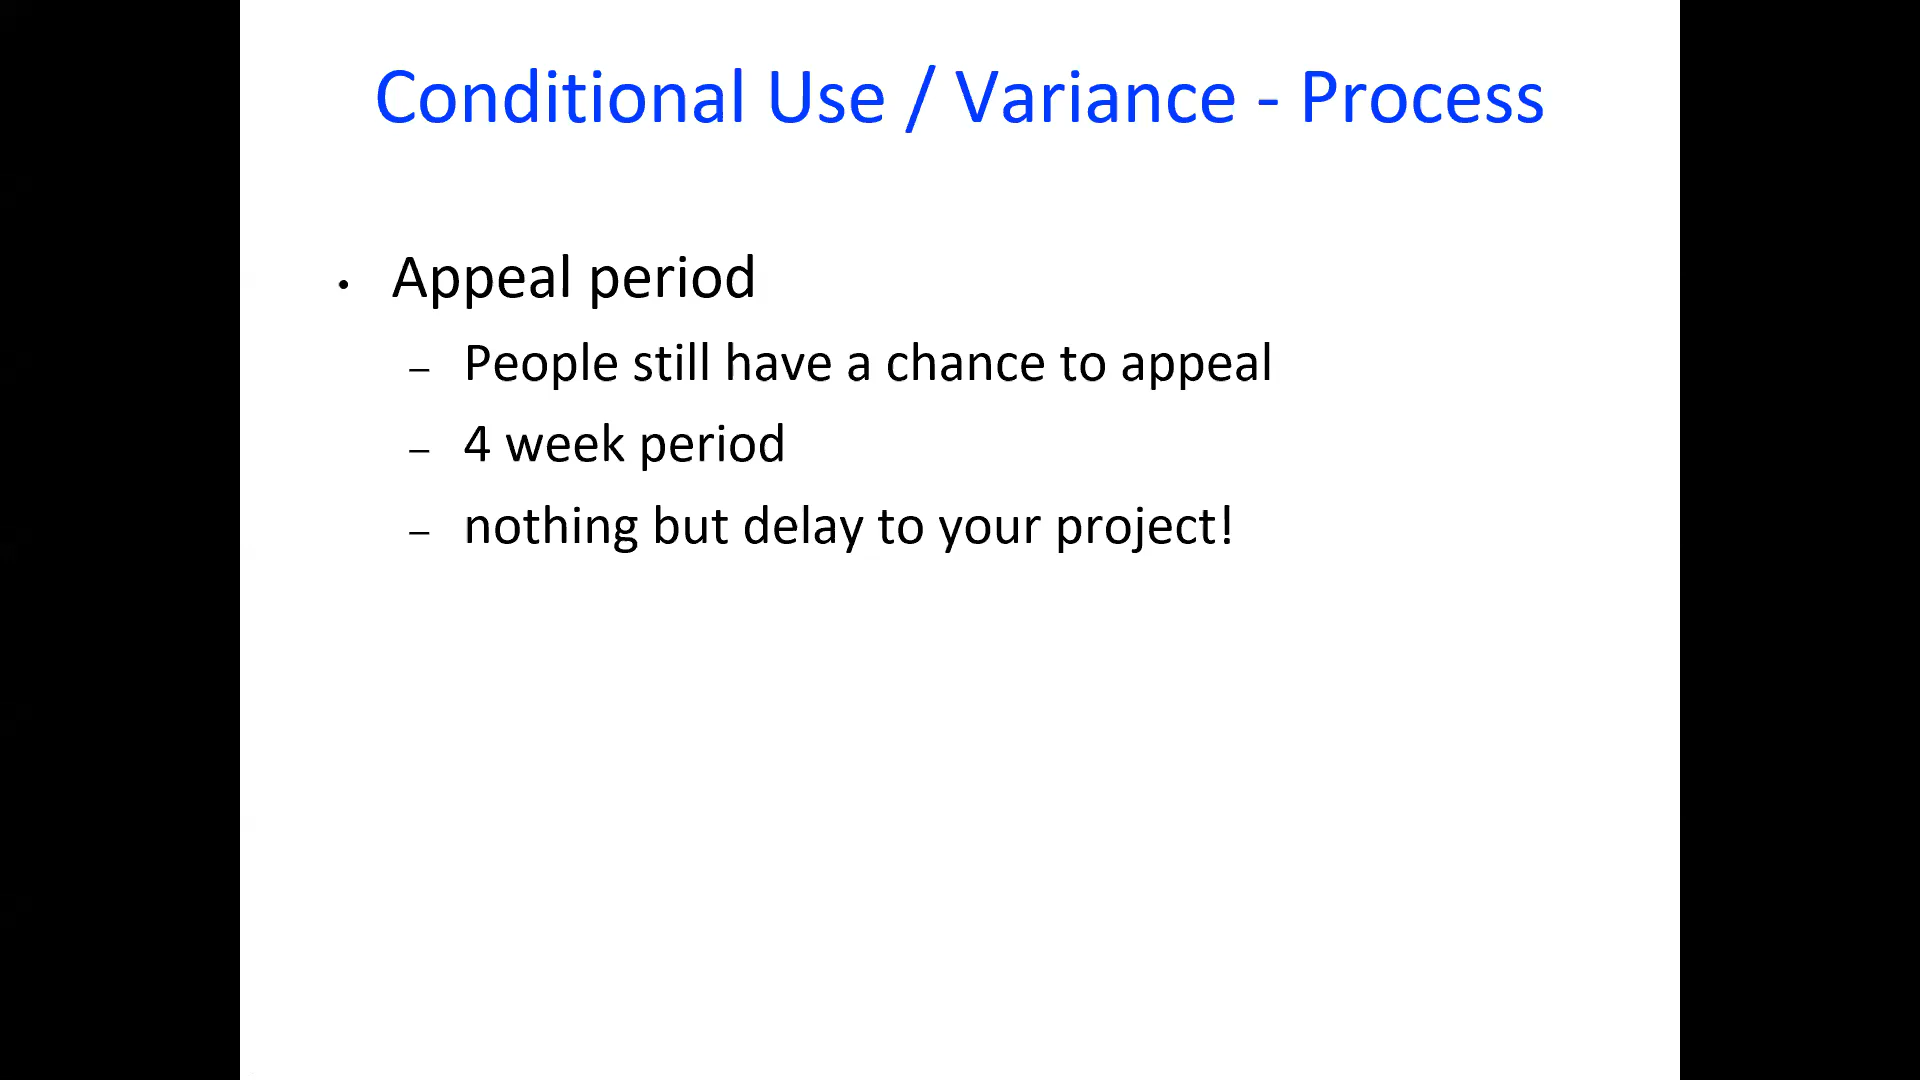 Conditional Use / Variance - Process
• Appeal period
– People still have a chance to appeal
– 4 week period
– nothing but delay to your project!